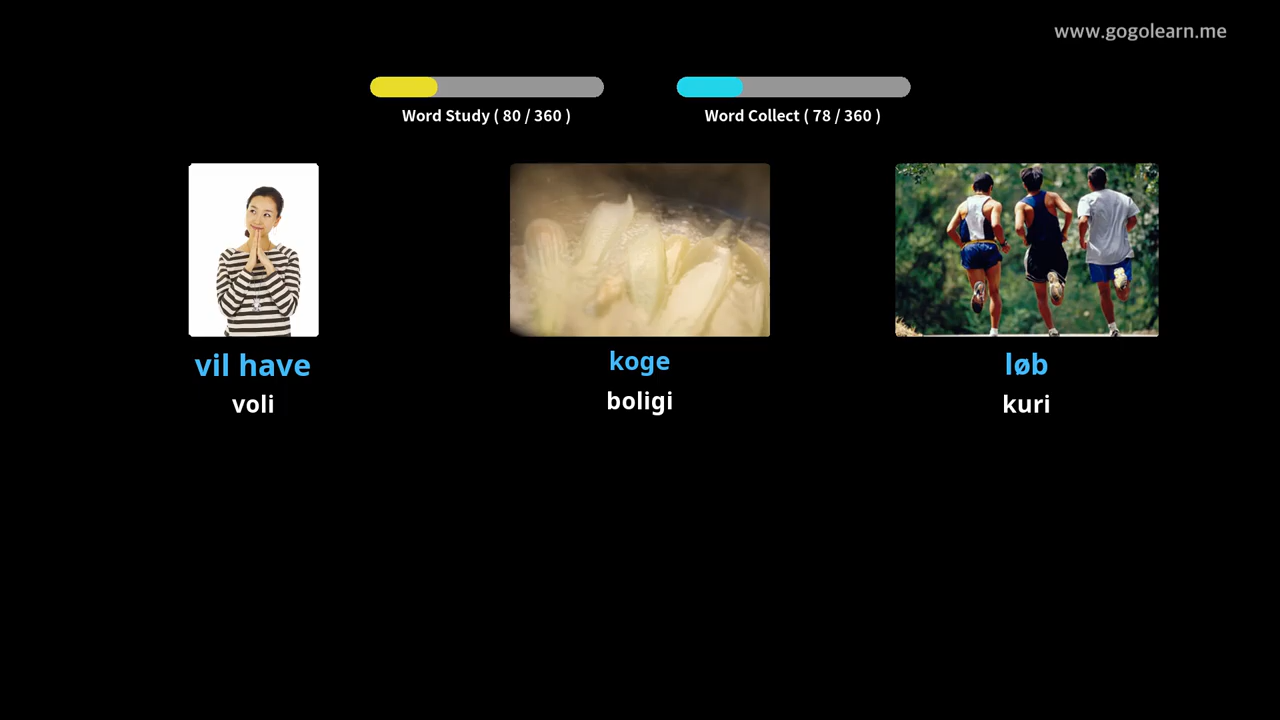 www.gogolearn.me
Word Study ( 80 / 360 )
Word Collect ( 78 / 360 )
vil have
voli
koge
boligi
løb
kuri